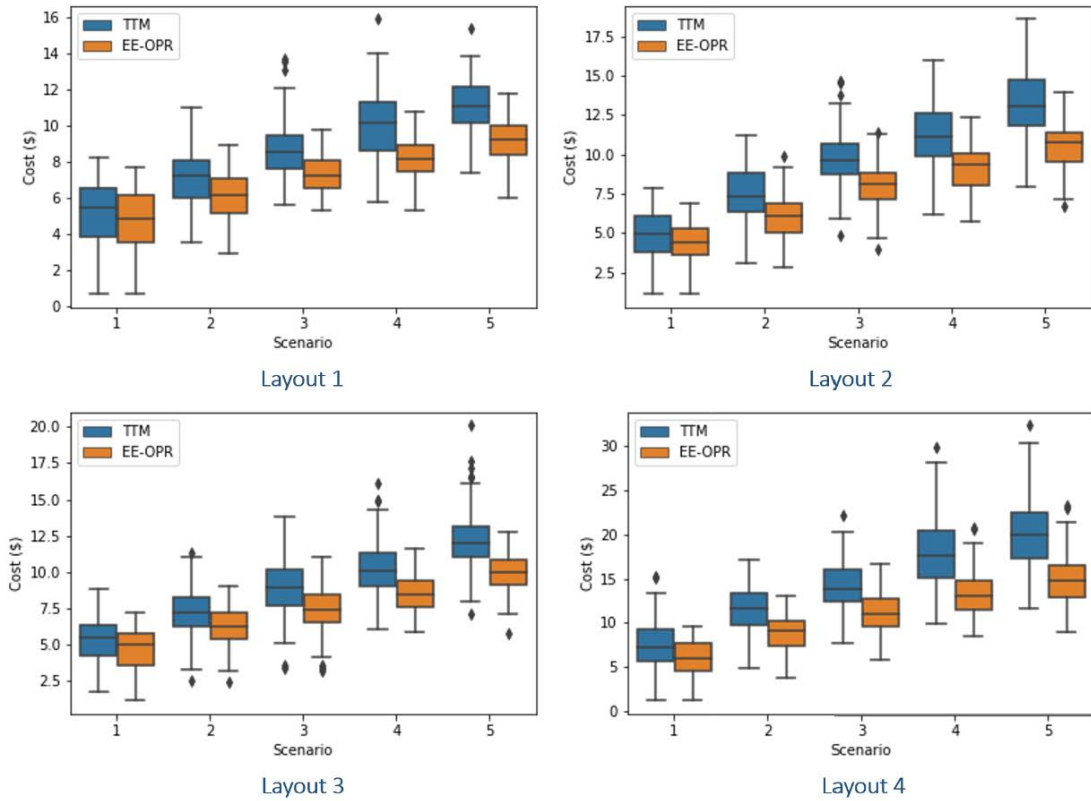 16
14
12
10
8
6
4
2
0
Cost ($)
TTM
EE-OPR
1 2 3 4 5
Scenario
Layout 1
17.5
15.0
12.5
10.0
7.5
5.0
2.5
Cost ($)
TTM
EE-OPR
1 2 3 4 5
Scenario
Layout 2
20.0
17.5
15.0
12.5
10.0
7.5
5.0
2.5
Cost ($)
TTM
EE-OPR
1 2 3 4 5
Scenario
Layout 3
30
25
20
15
10
5
0
Cost ($)
TTM
EE-OPR
1 2 3 4 5
Scenario
Layout 4